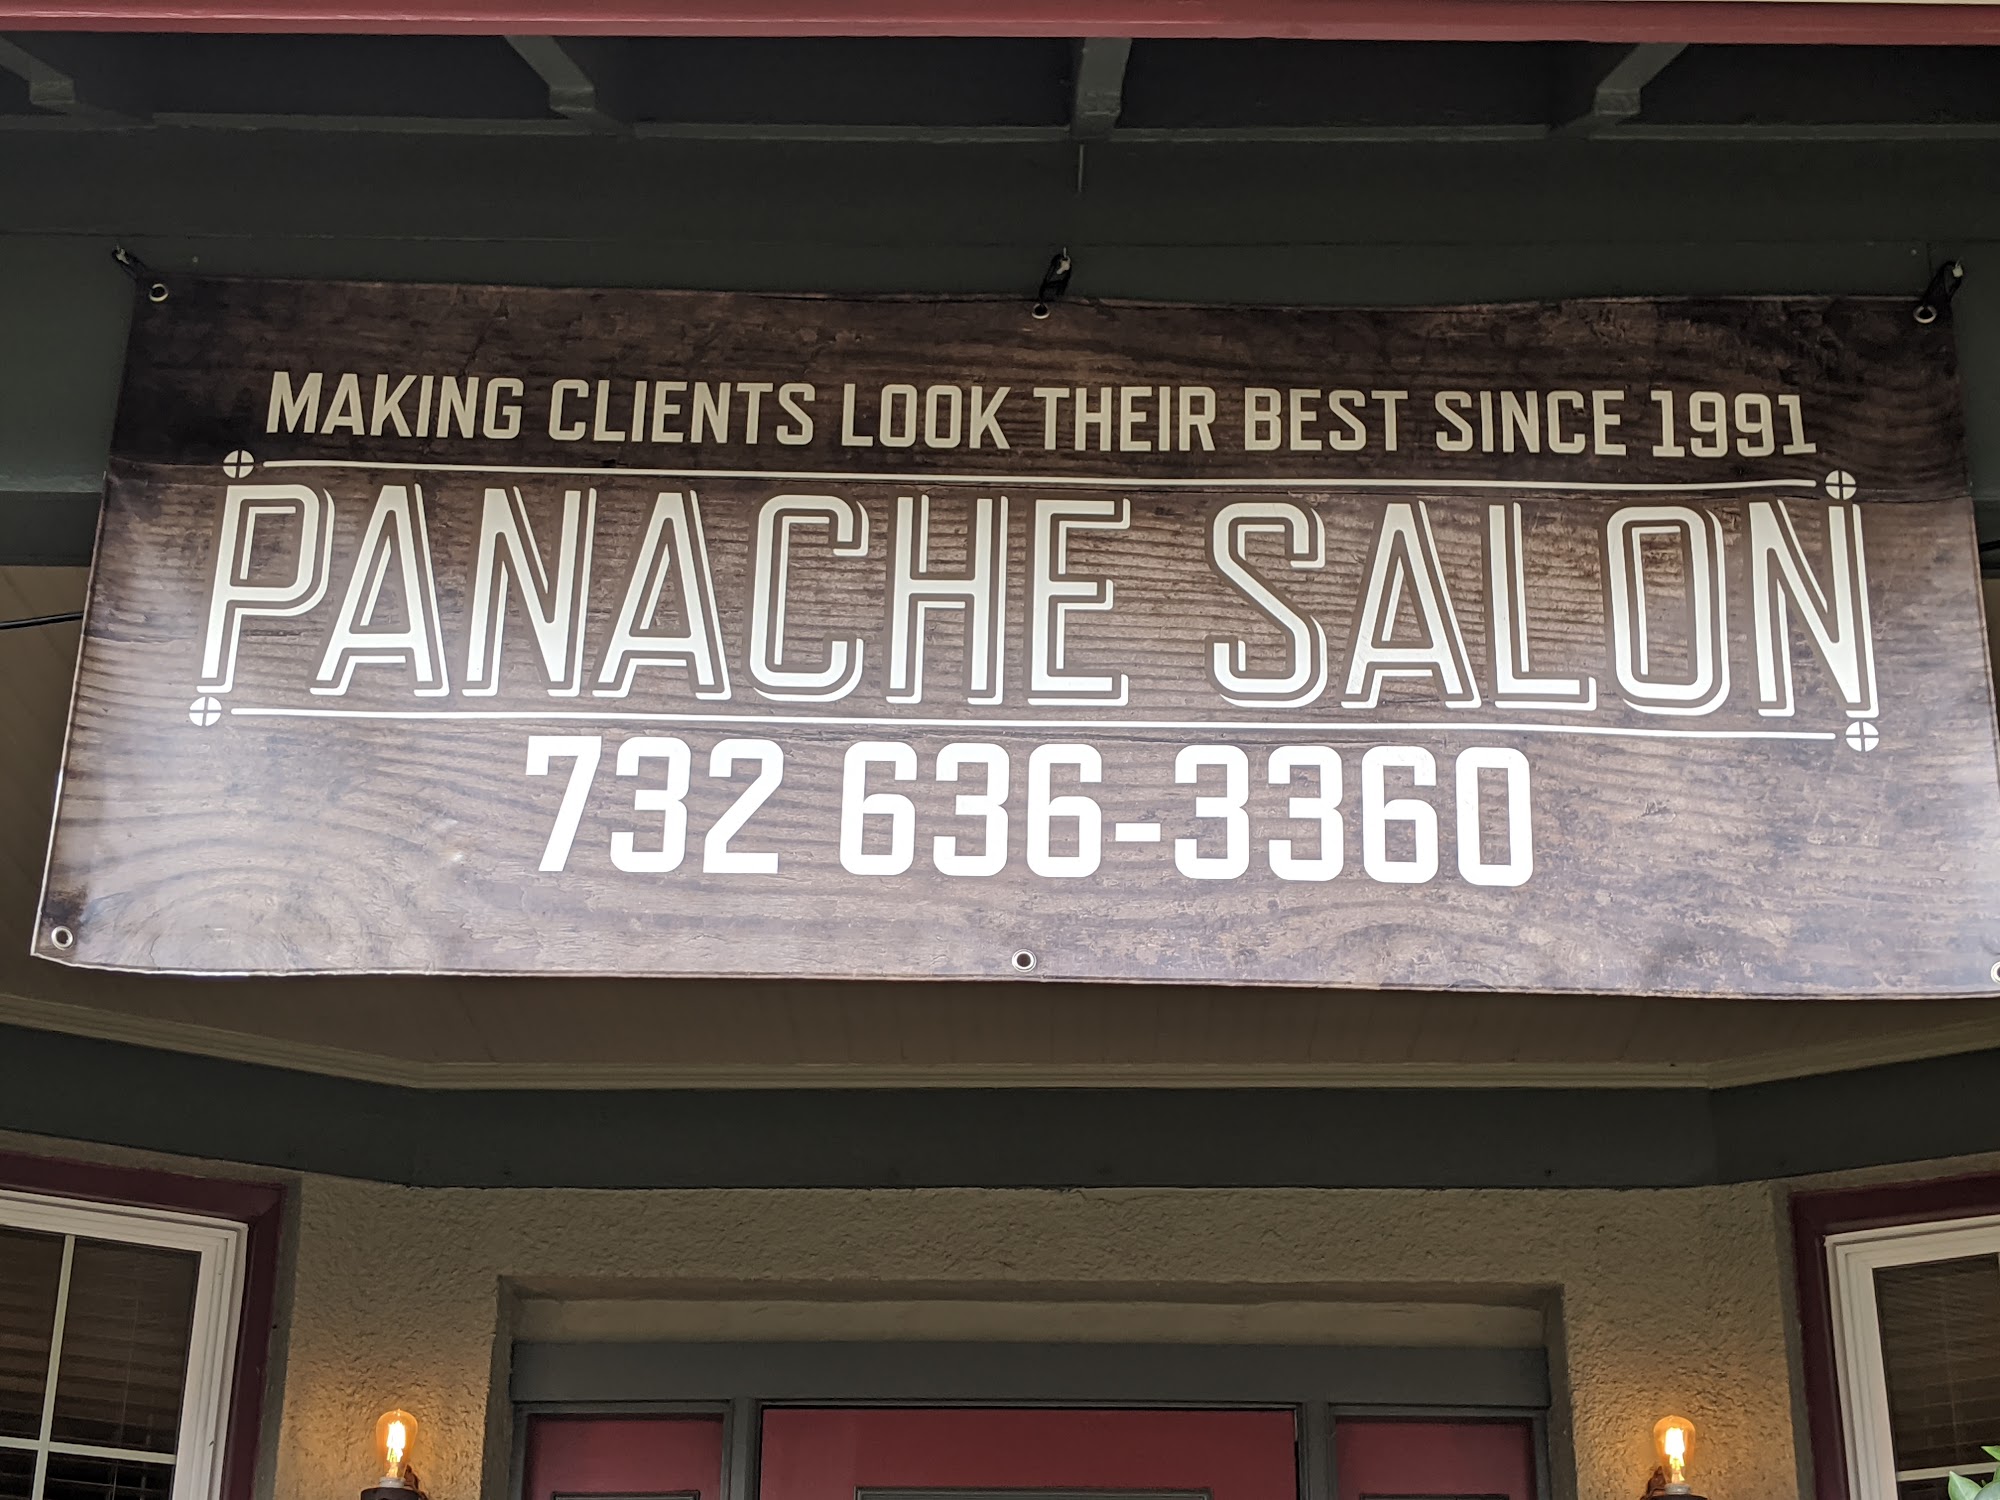 MAKING CLIENTS LOOK THEIR BEST SINCE 1991
PANACHE SALON
732 636-3360